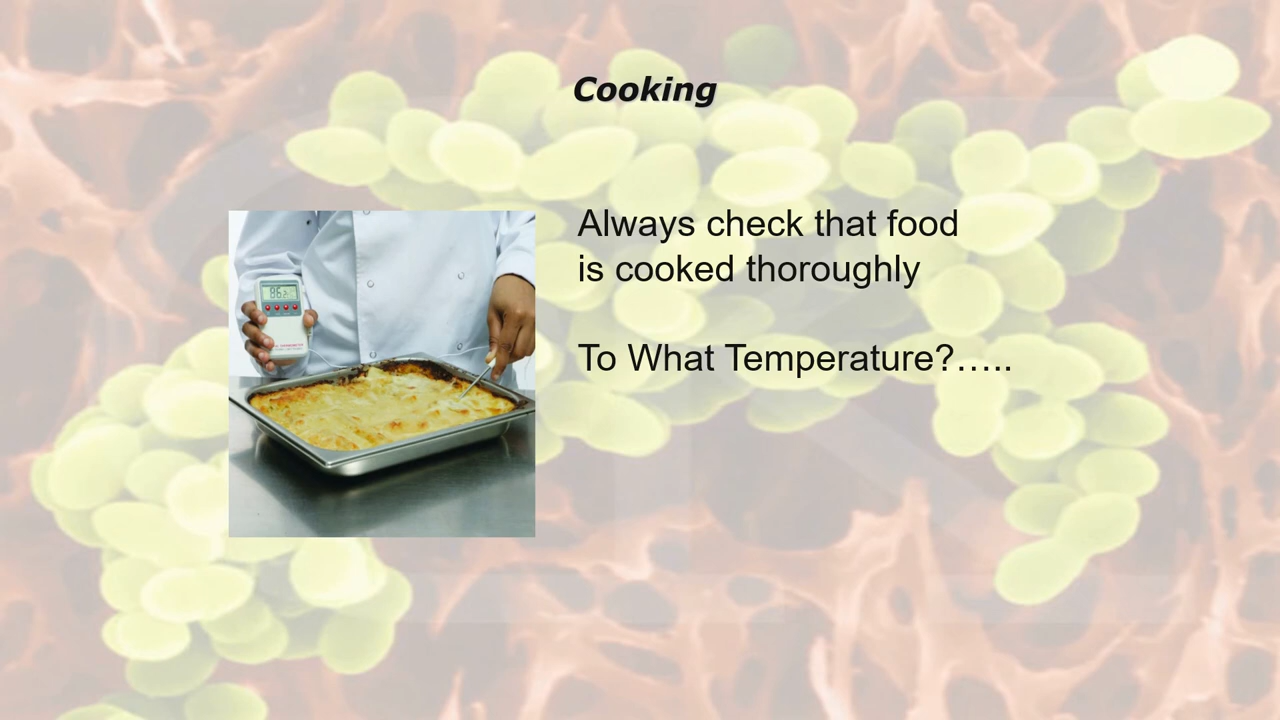 Cooking
Always check that food
is cooked thoroughly
To What Temperature?.....